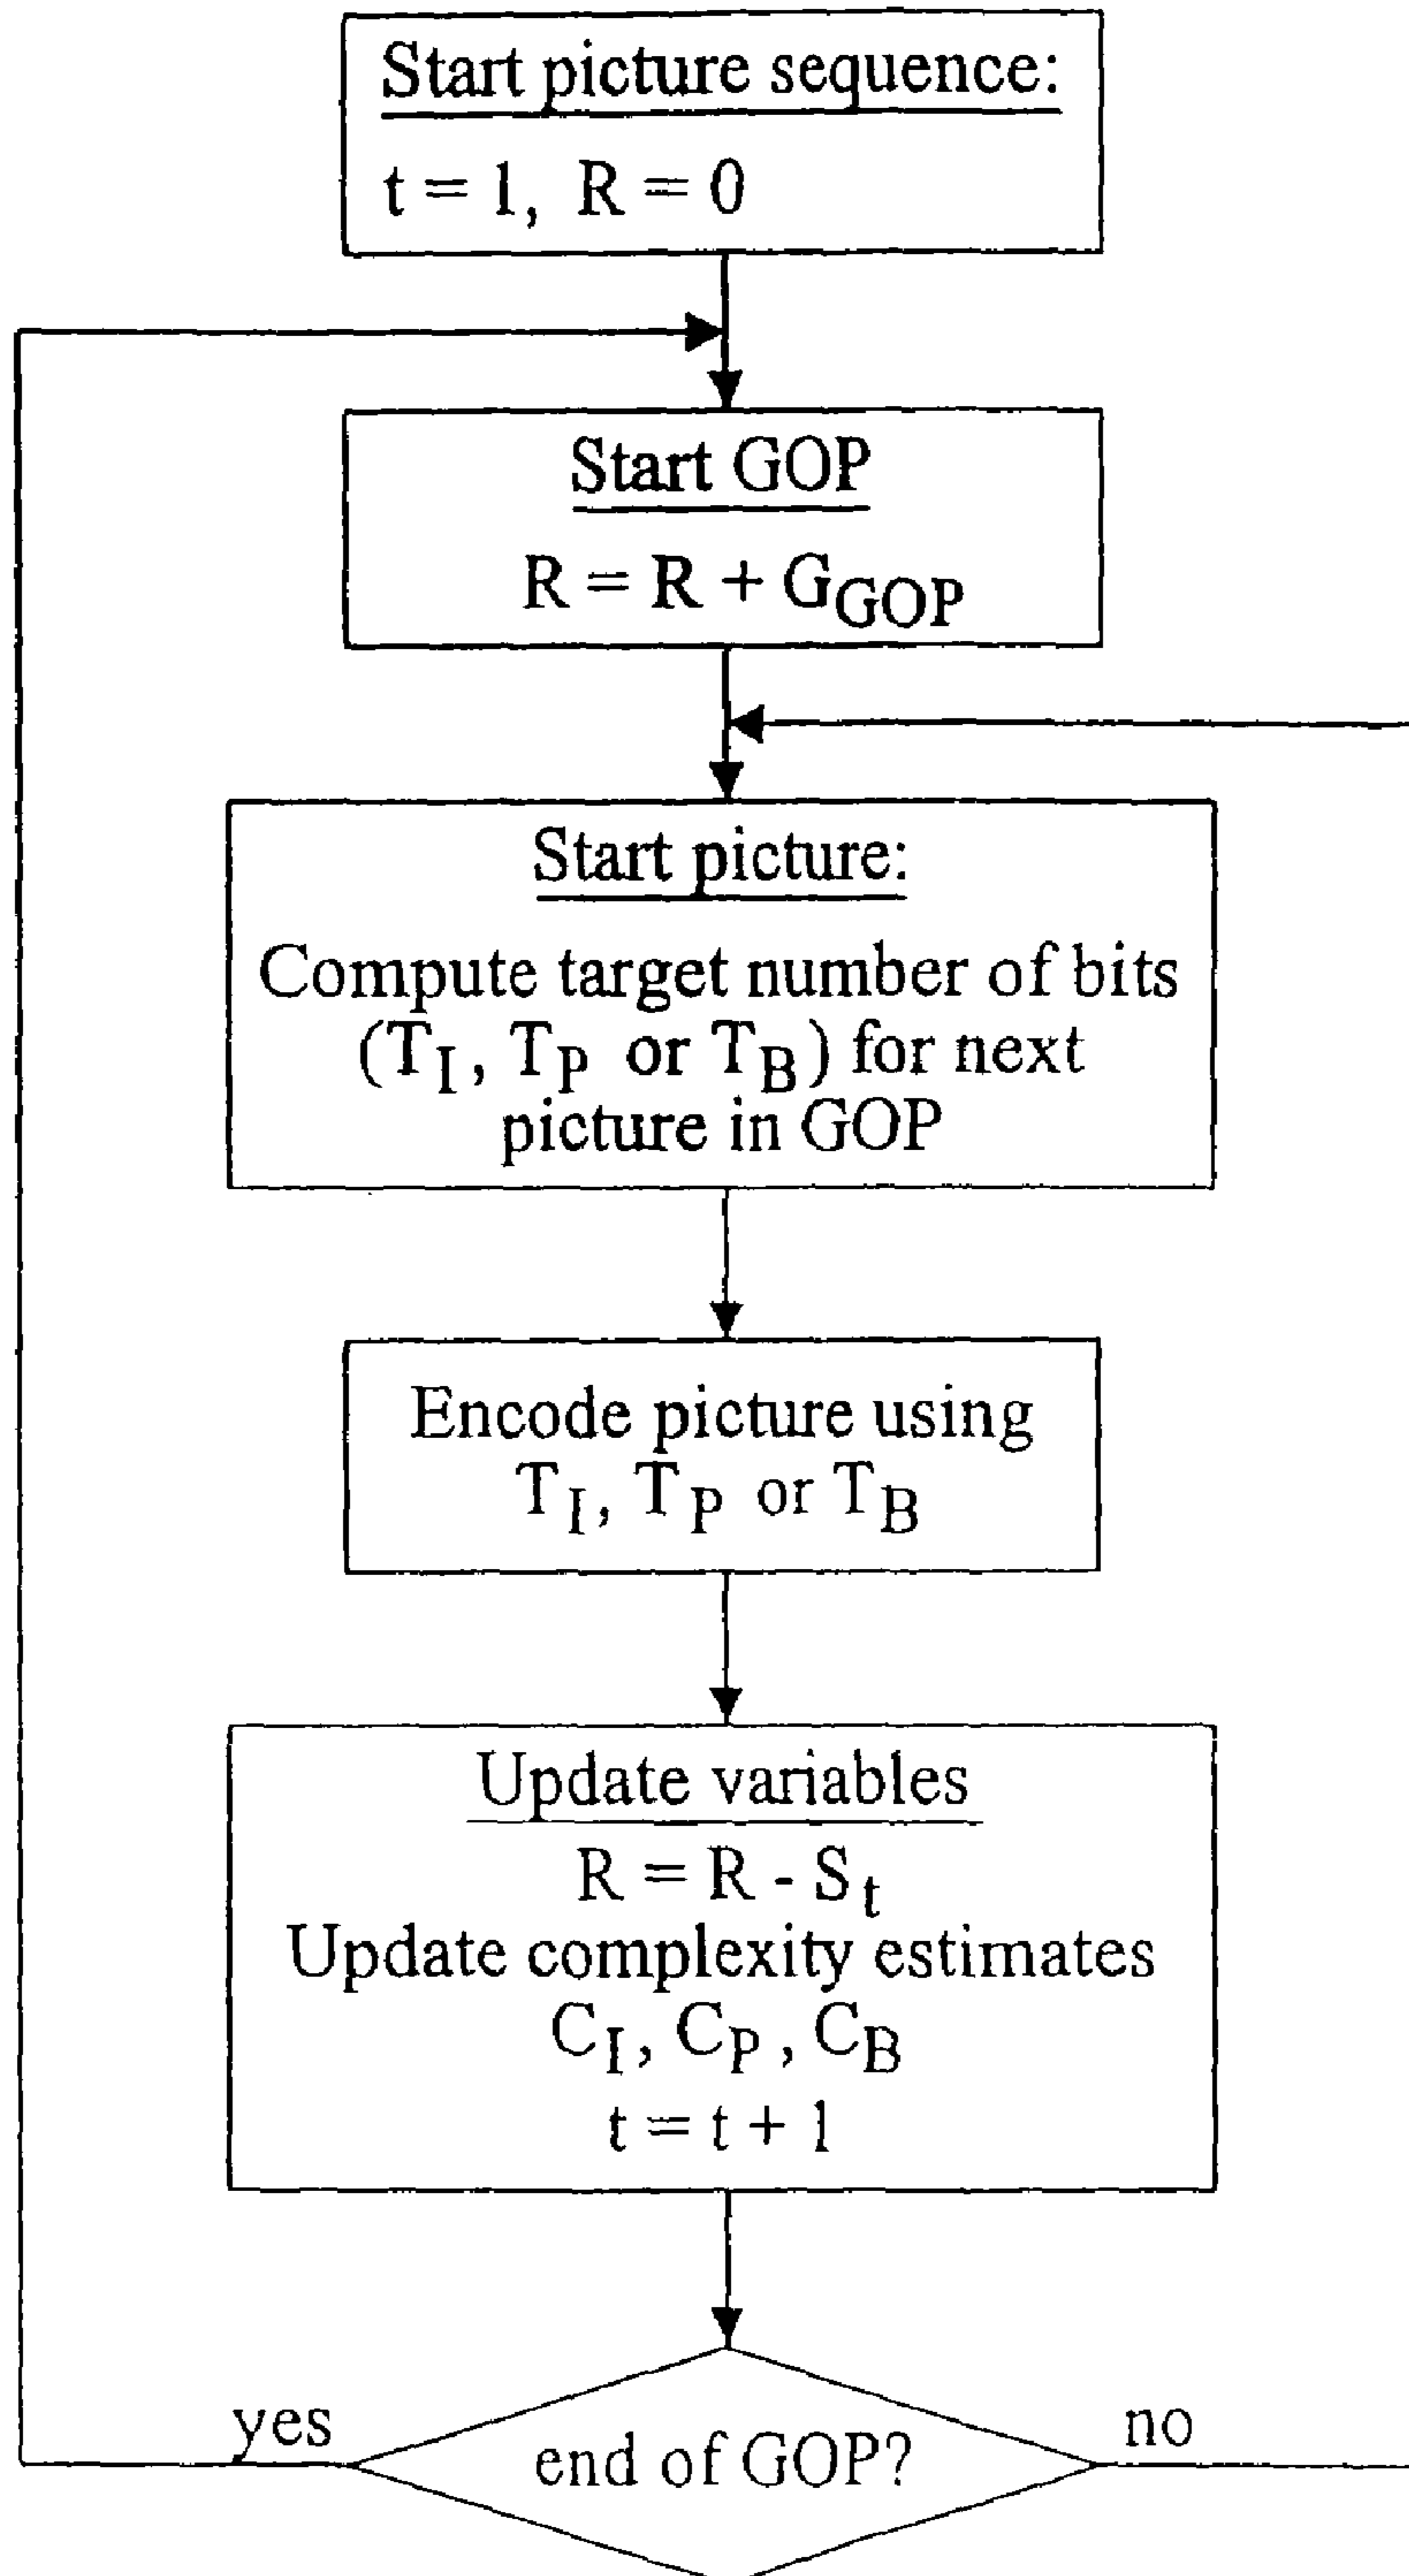 Start picture sequence:
t = 1, R = 0
Start GOP
R = R + G_GOP
Start picture:
Compute target number of bits
(T_I, T_P or T_B) for next
picture in GOP
Encode picture using
T_I, T_P or T_B
Update variables
R = R - S_t
Update complexity estimates
C_I, C_P, C_B
t = t + 1
yes
end of GOP?
no